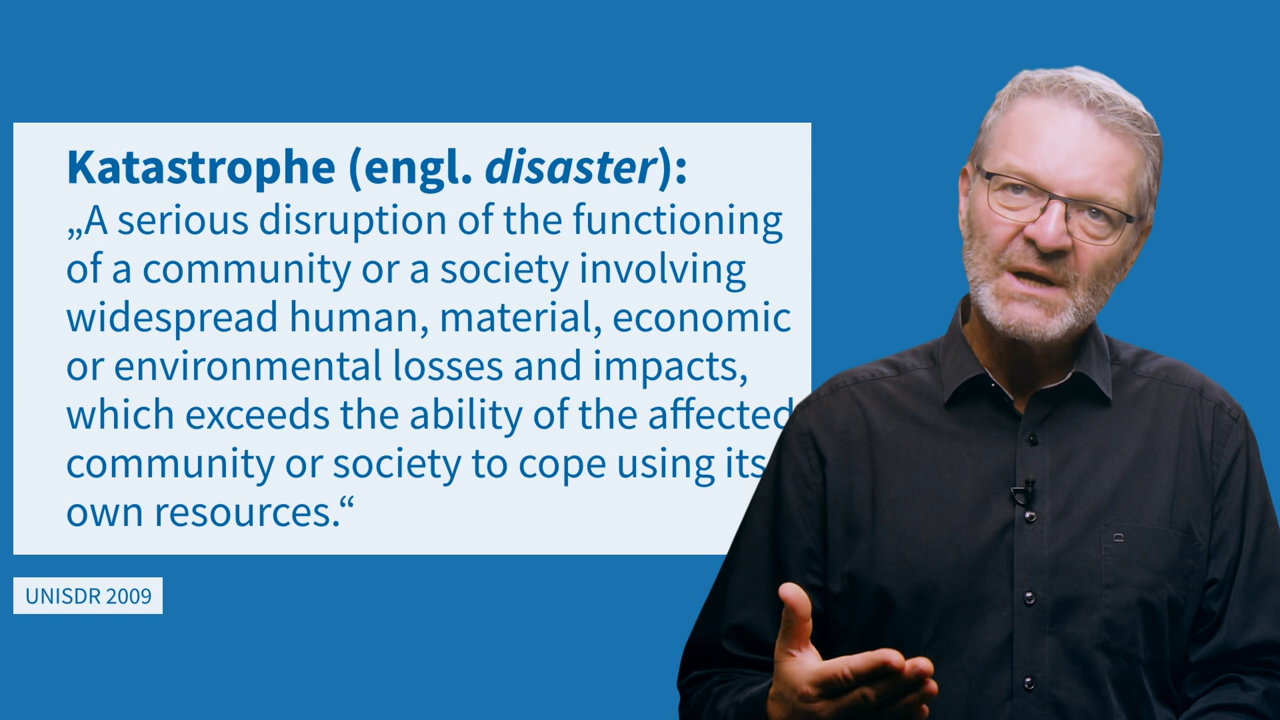 Katastrophe (engl. disaster):
„A serious disruption of the functioning
of a community or a society involving
widespread human, material, economic
or environmental losses and impacts,
which exceeds the ability of the affected
community or society to cope using its
own resources.“
UNISDR 2009